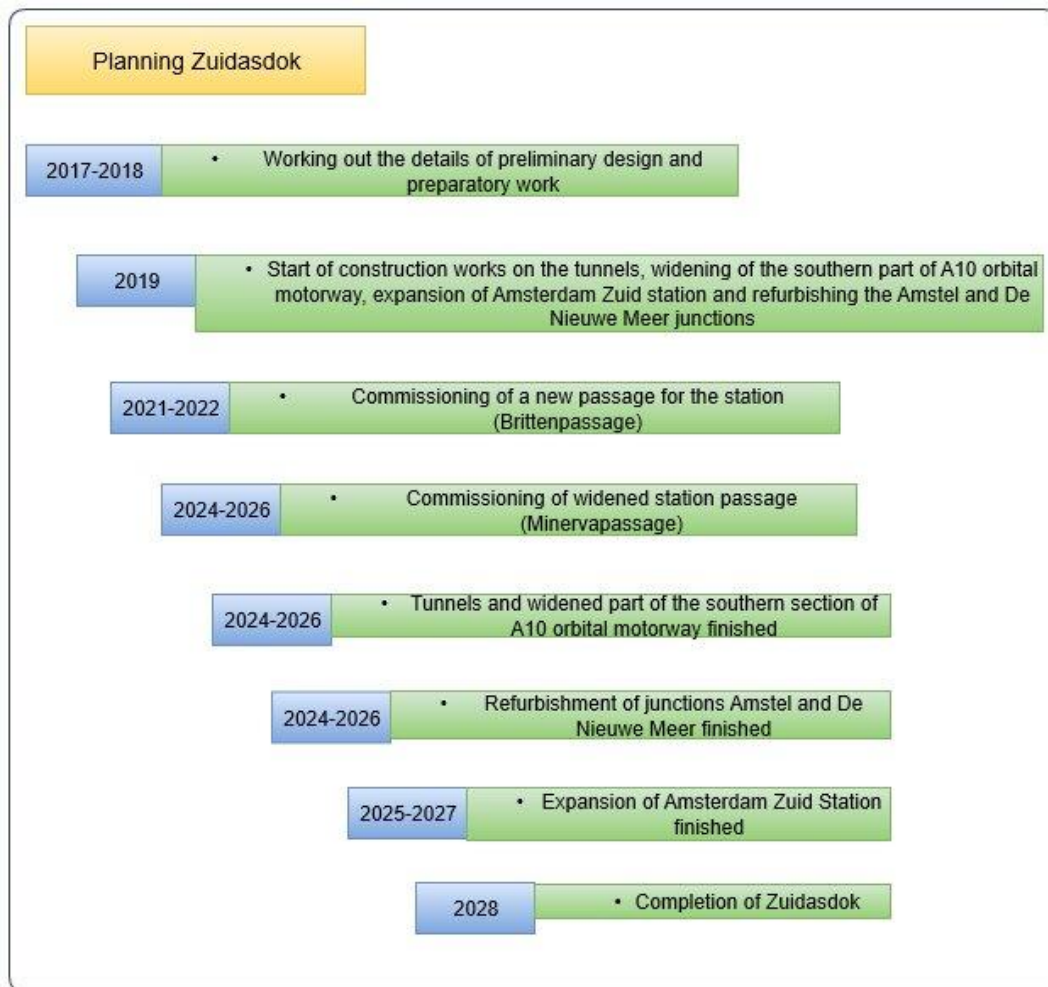 Planning Zuidasdok
2017-2018
• Working out the details of preliminary design and
preparatory work
2019
• Start of construction works on the tunnels, widening of the southern part of A10 orbital
motorway, expansion of Amsterdam Zuid station and refurbishing the Amstel and De
Nieuwe Meer junctions
2021-2022
• Commissioning of a new passage for the station
(Brittenpassage)
2024-2026
• Commissioning of widened station passage
(Minervapassage)
2024-2026
• Tunnels and widened part of the southern section of
A10 orbital motorway finished
2024-2026
• Refurbishment of junctions Amstel and De
Nieuwe Meer finished
2025-2027
• Expansion of Amsterdam Zuid Station
finished
2028
• Completion of Zuidasdok